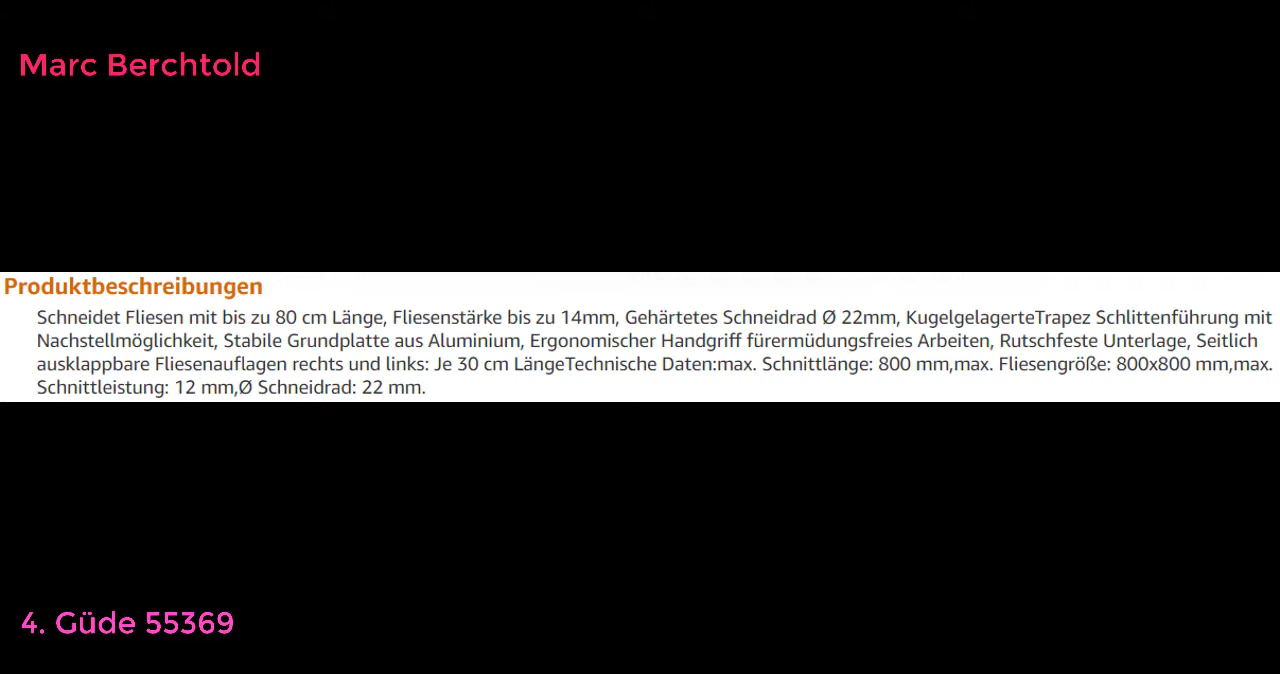 Marc Berchtold
Produktbeschreibungen
Schneidet Fliesen mit bis zu 80 cm Länge, Fliesenstärke bis zu 14mm, Gehärtetes Schneidrad Ø 22mm, KugelgelagerteTrapez Schlittenführung mit
Nachstellmöglichkeit, Stabile Grundplatte aus Aluminium, Ergonomischer Handgriff fürermüdungsfreies Arbeiten, Rutschfeste Unterlage, Seitlich
ausklappbare Fliesenauflagen rechts und links: Je 30 cm LängeTechnische Daten:max. Schnittlänge: 800 mm,max. Fliesengröße: 800x800 mm,max.
Schnittleistung: 12 mm,Ø Schneidrad: 22 mm.
4. Güde 55369